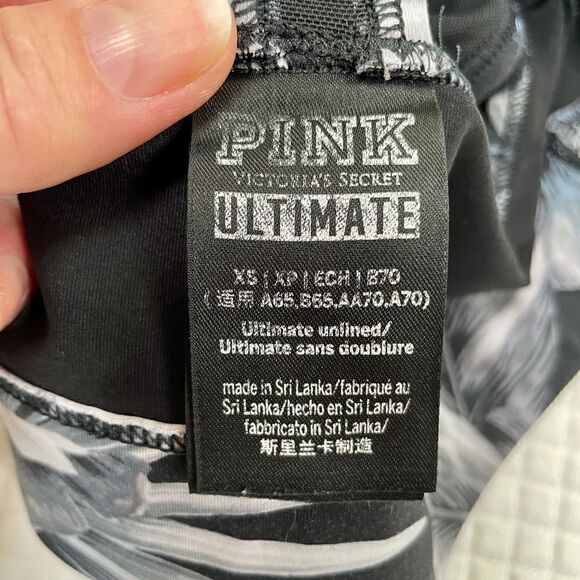 PINK
VICTORIA'S SECRET
ULTIMATE
XS | XP | ECH | B70
(适用 A65,B65,AA70,A70)
Ultimate unlined/
Ultimate sans doublure
made in Sri Lanka/fabriqué au
Sri Lanka/hecho en Sri Lanka/
fabbricato in Sri Lanka/
斯里兰卡制造